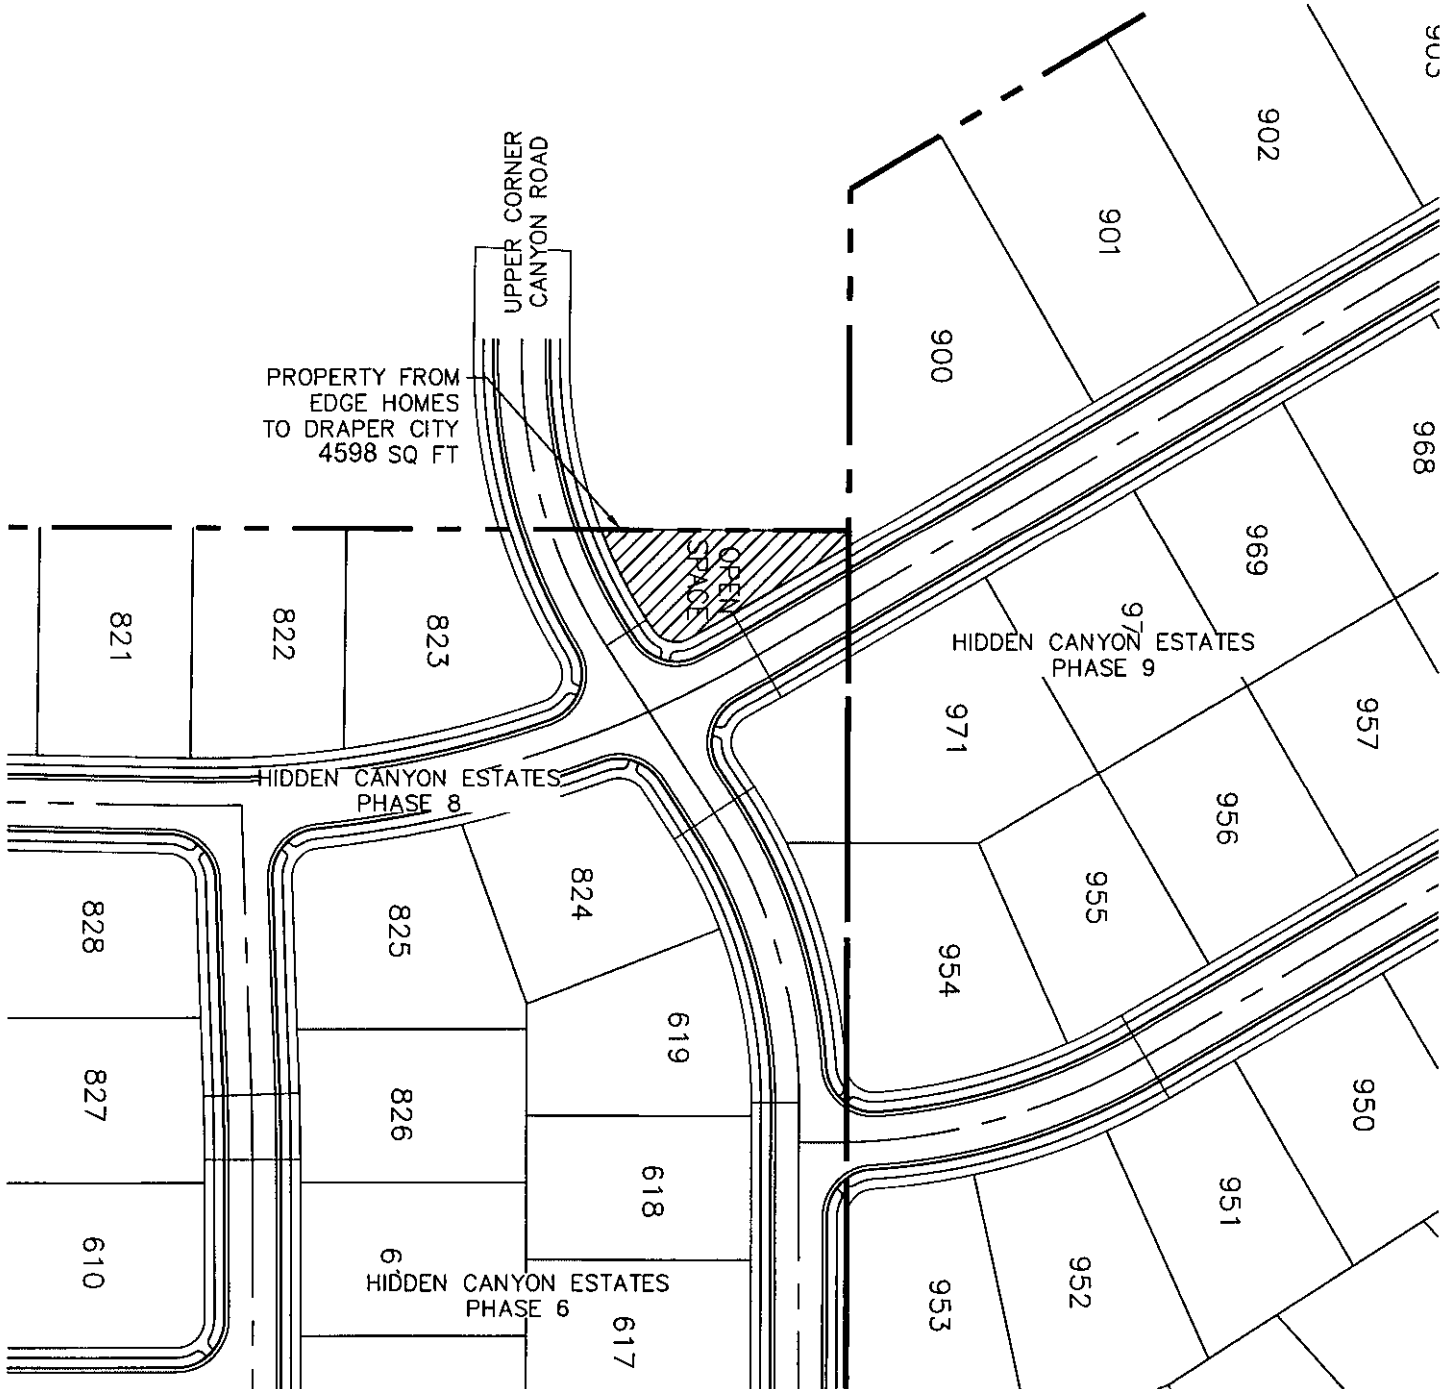 902
UPPER CORNER
CANYON ROAD
901
900
PROPERTY FROM
EDGE HOMES
TO DRAPER CITY
4598 SQ FT
968
969
OPEN
SPACE
821
822
823
97
HIDDEN CANYON ESTATES
PHASE 9
971
957
HIDDEN CANYON ESTATES
PHASE 8
956
824
955
828
825
954
619
827
826
950
618
951
610
6
HIDDEN CANYON ESTATES
PHASE 6
952
953
617